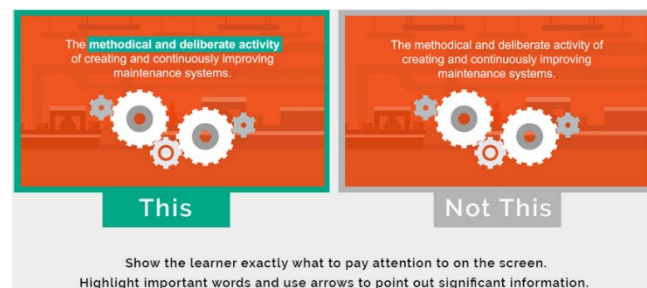 The methodical and deliberate activity
of creating and continuously improving
maintenance systems.
This
The methodical and deliberate activity of
creating and continuously improving
maintenance systems.
Not This
Show the learner exactly what to pay attention to on the screen.
Highlight important words and use arrows to point out significant information.